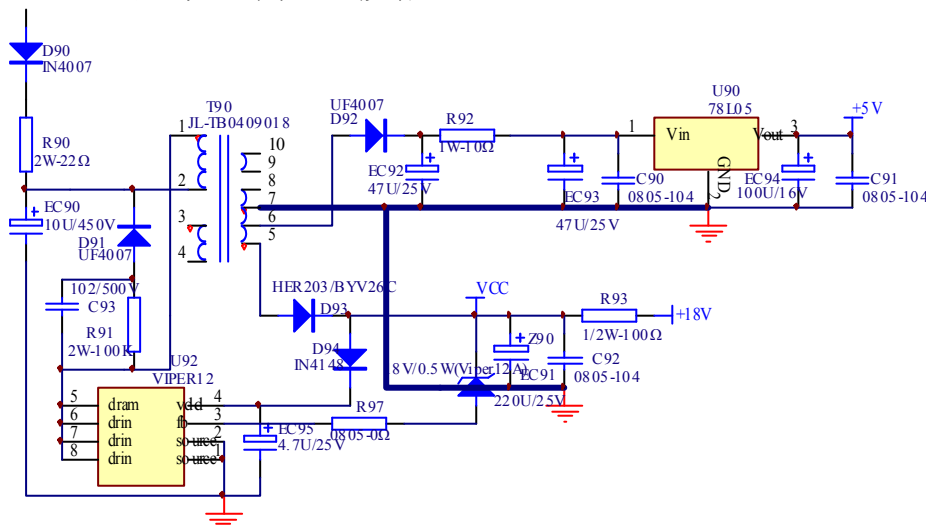 D90
IN4007
R90
2W-22Ω
EC90
10U/450V
D91
UF4007
102/500V
C93
R91
2W-100K
U92
VIPER12
5
6
7
8
dram
drin
drin
drin
vdd
fb
source
source
4
3
2
1
T90
JL-TB0409018
1
2
3
4
10
9
8
7
6
5
UF4007
D92
EC92
47U/25V
R92
1W-10Ω
EC93
47U/25V
C90
0805-104
U90
78L05
1
Vin
Vout
3
GND
2
+5V
EC94
100U/16V
C91
0805-104
HER203/BYV26C
D93
D94
IN4148
VCC
R93
1/2W-100Ω
+18V
8V/0.5W(Viper12A)
Z90
EC91
220U/25V
C92
0805-104
R97
0805-0Ω
EC95
4.7U/25V